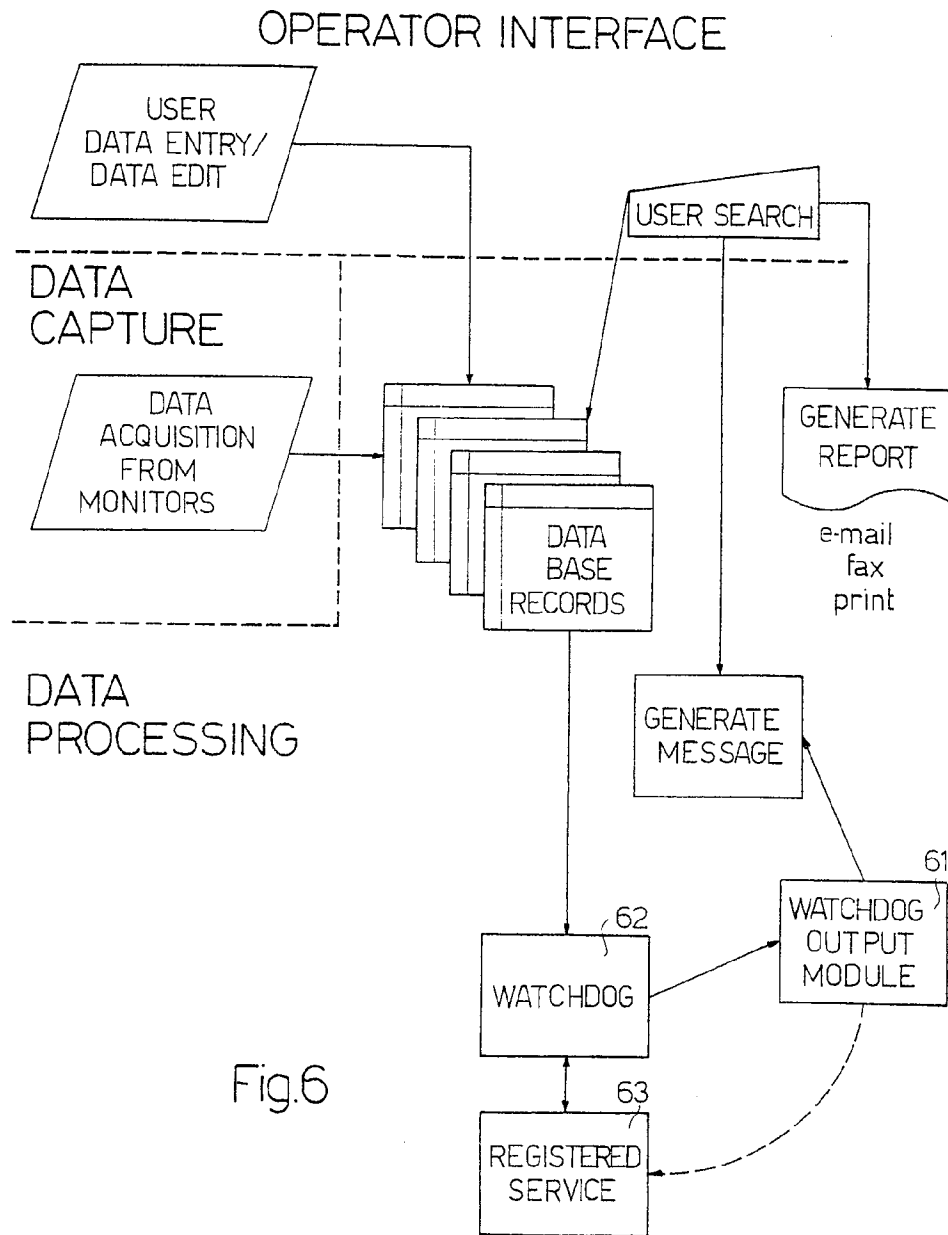 OPERATOR INTERFACE
USER
DATA ENTRY/
DATA EDIT
USER SEARCH
DATA
CAPTURE
DATA
ACQUISITION
FROM
MONITORS
GENERATE
REPORT
e-mail
fax
print
DATA
BASE
RECORDS
DATA
PROCESSING
GENERATE
MESSAGE
61
WATCHDOG
OUTPUT
MODULE
62
WATCHDOG
Fig.6
63
REGISTERED
SERVICE